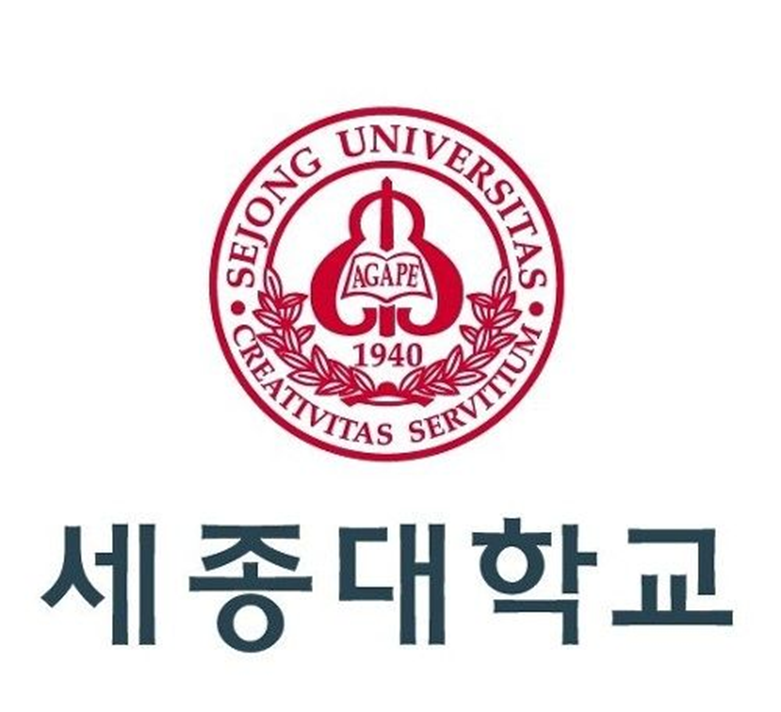 SEJONG UNIVERSITAS
AGAPE
1940
CREATIVITAS SERVITIUM
세종대학교